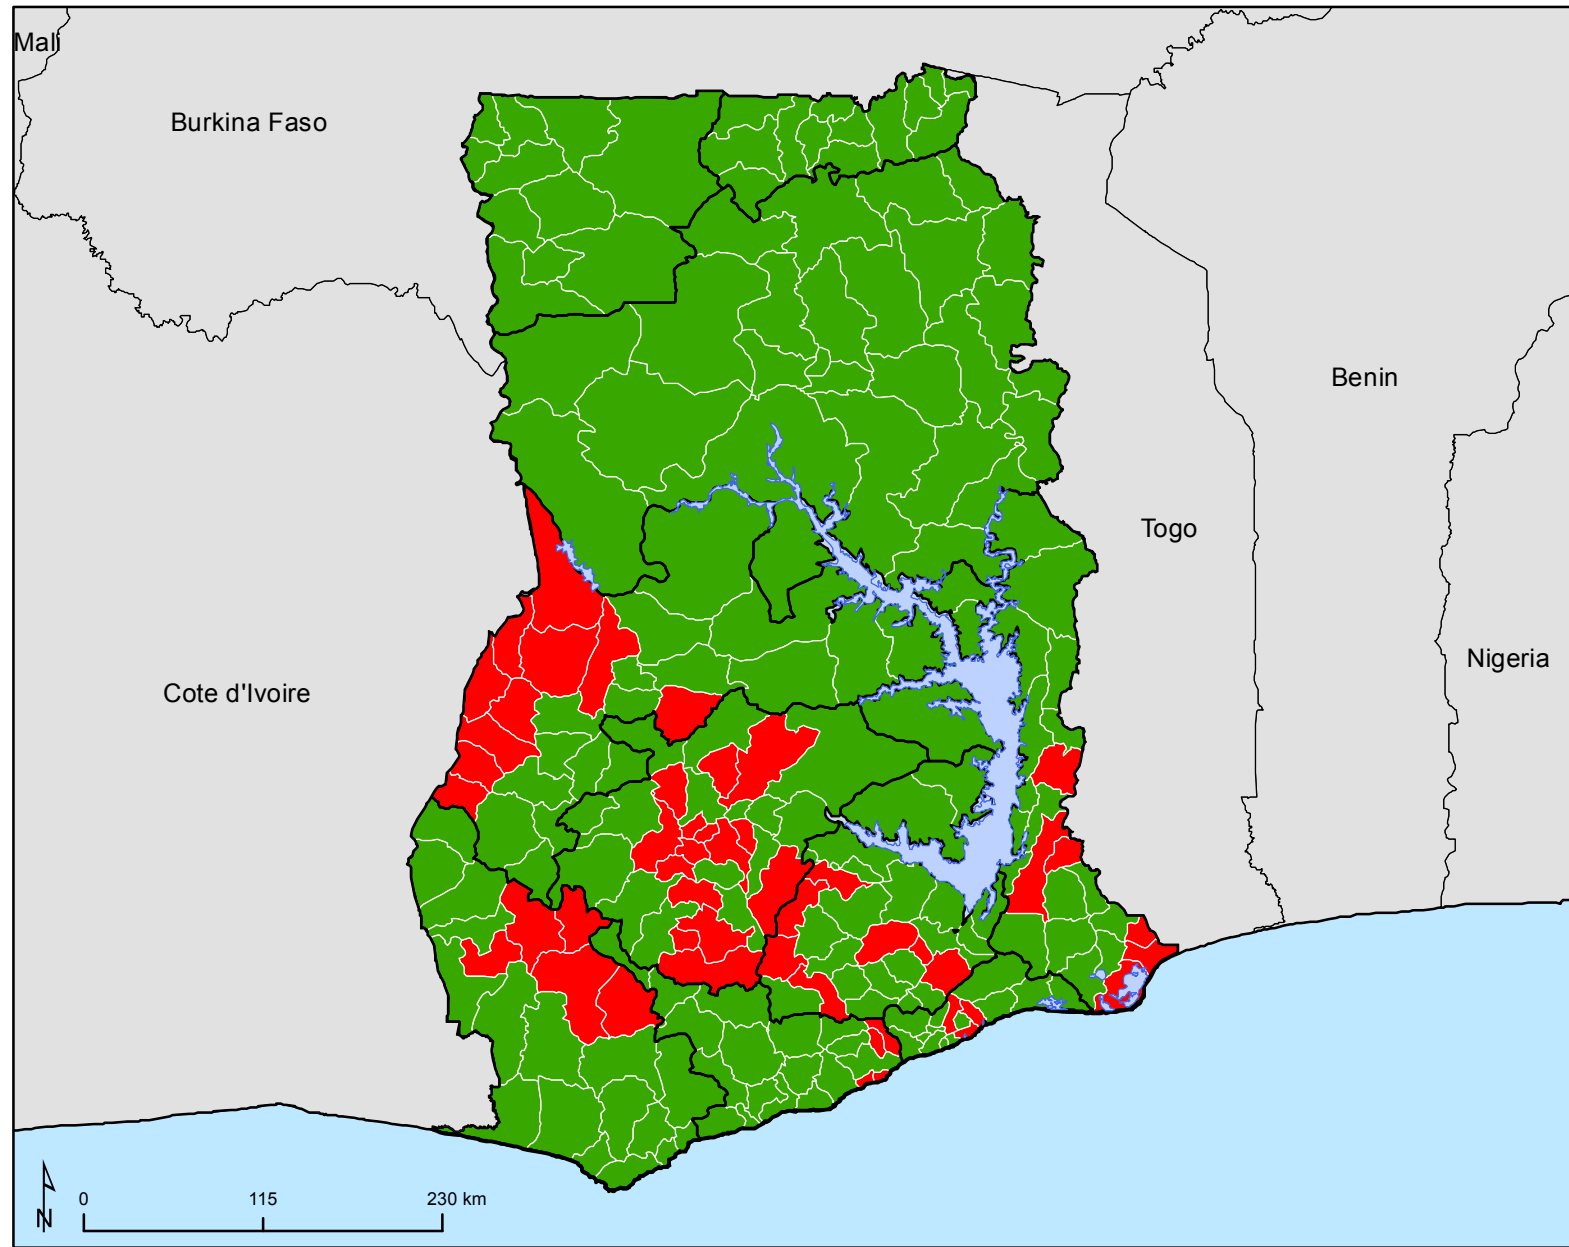 Mali
Burkina Faso
Benin
Togo
Nigeria
Cote d'Ivoire
N
0 115 230 km